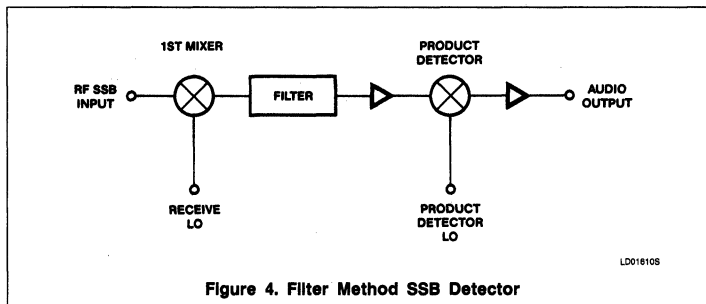 1ST MIXER
PRODUCT
DETECTOR
RF SSB
INPUT
FILTER
AUDIO
OUTPUT
RECEIVE
LO
PRODUCT
DETECTOR
LO
LD01610S
Figure 4. Filter Method SSB Detector